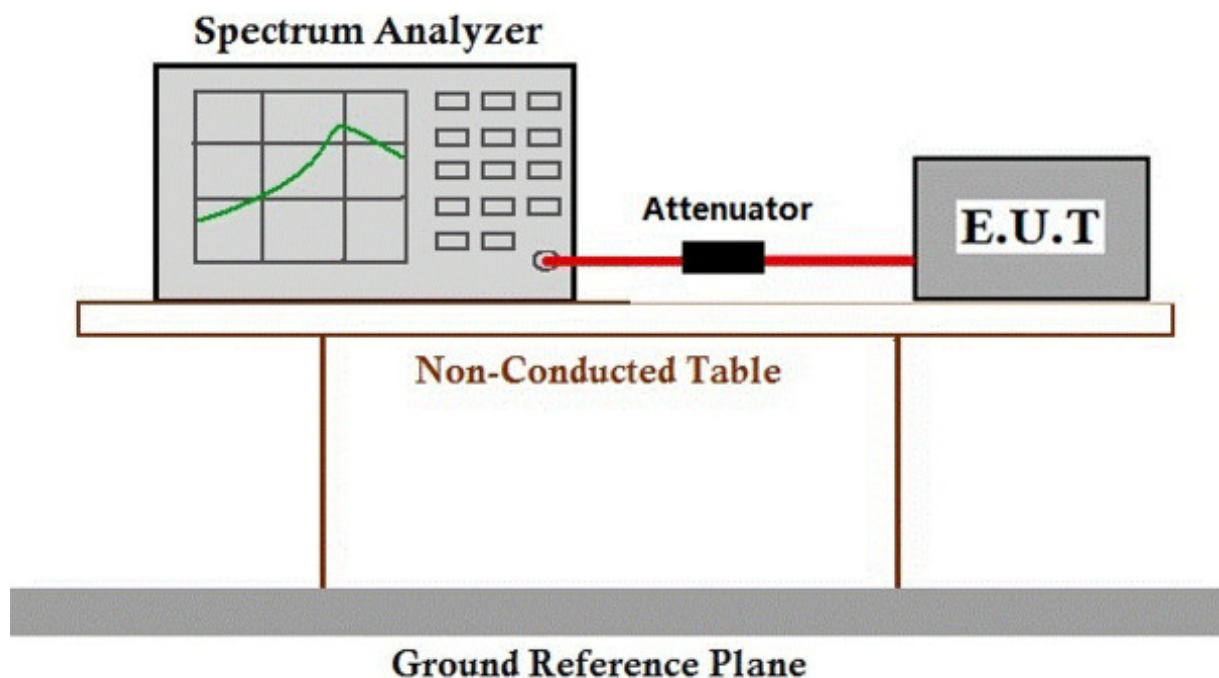 Spectrum Analyzer
Attenuator
E.U.T
Non-Conducted Table
Ground Reference Plane